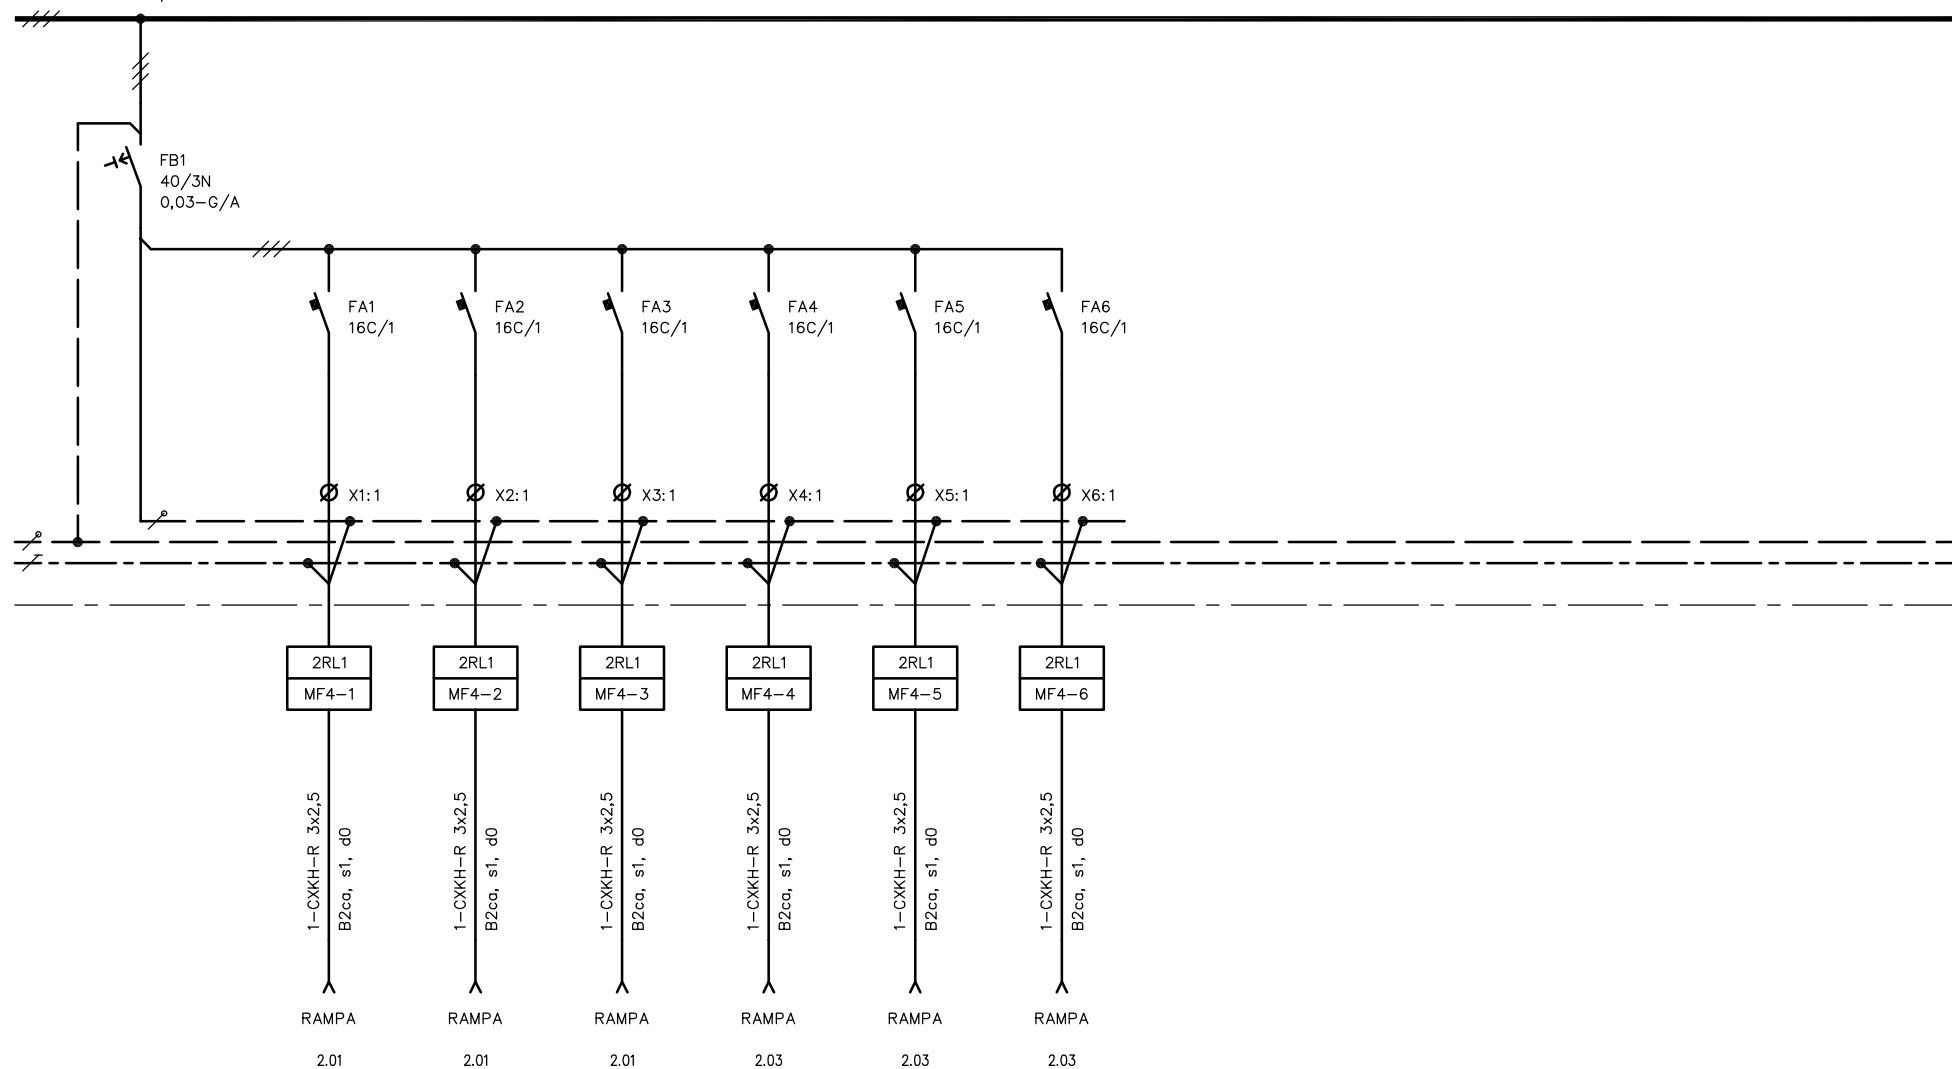 FB1
40/3N
0,03-G/A
FA1
16C/1
FA2
16C/1
FA3
16C/1
FA4
16C/1
FA5
16C/1
FA6
16C/1
X1:1
X2:1
X3:1
X4:1
X5:1
X6:1
2RL1
MF4-1
2RL1
MF4-2
2RL1
MF4-3
2RL1
MF4-4
2RL1
MF4-5
2RL1
MF4-6
1-CXKH-R 3x2,5
B2ca, s1, d0
1-CXKH-R 3x2,5
B2ca, s1, d0
1-CXKH-R 3x2,5
B2ca, s1, d0
1-CXKH-R 3x2,5
B2ca, s1, d0
1-CXKH-R 3x2,5
B2ca, s1, d0
1-CXKH-R 3x2,5
B2ca, s1, d0
RAMPA
2.01
RAMPA
2.01
RAMPA
2.01
RAMPA
2.03
RAMPA
2.03
RAMPA
2.03